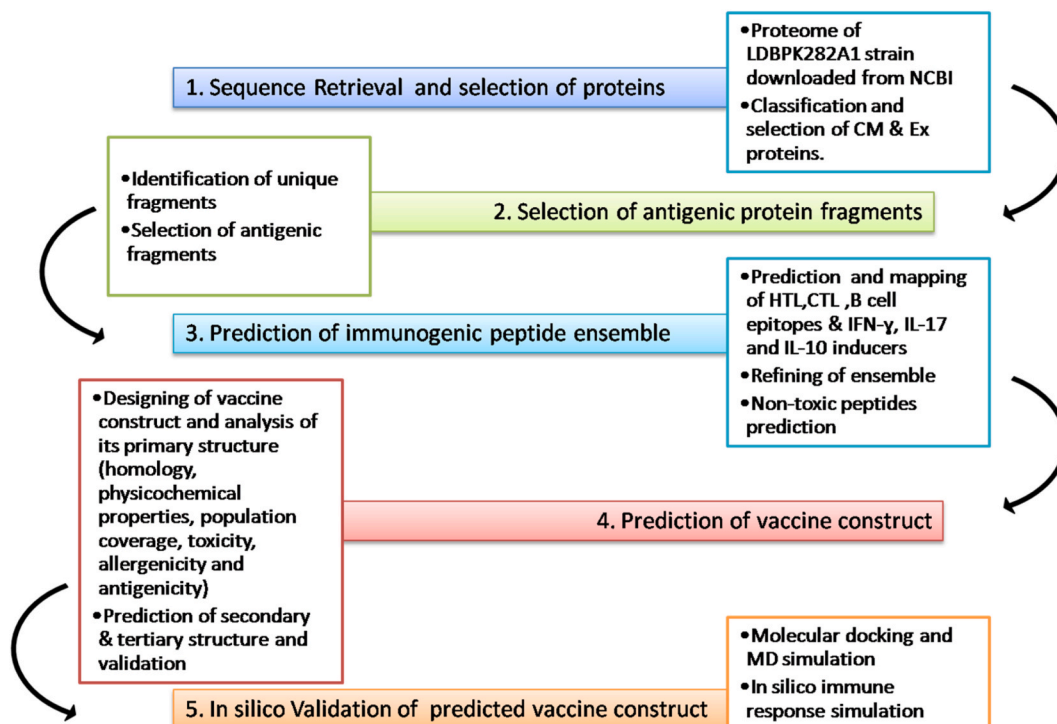 1. Sequence Retrieval and selection of proteins
•Proteome of
LDBPK282A1 strain
downloaded from NCBI
•Classification and
selection of CM & Ex
proteins.
•Identification of unique
fragments
•Selection of antigenic
fragments
2. Selection of antigenic protein fragments
3. Prediction of immunogenic peptide ensemble
•Prediction and mapping
of HTL,CTL ,B cell
epitopes & IFN-γ, IL-17
and IL-10 inducers
•Refining of ensemble
•Non-toxic peptides
prediction
•Designing of vaccine
construct and analysis of
its primary structure
(homology,
physicochemical
properties, population
coverage, toxicity,
allergenicity and
antigenicity)
•Prediction of secondary
& tertiary structure and
validation
4. Prediction of vaccine construct
5. In silico Validation of predicted vaccine construct
•Molecular docking and
MD simulation
•In silico immune
response simulation